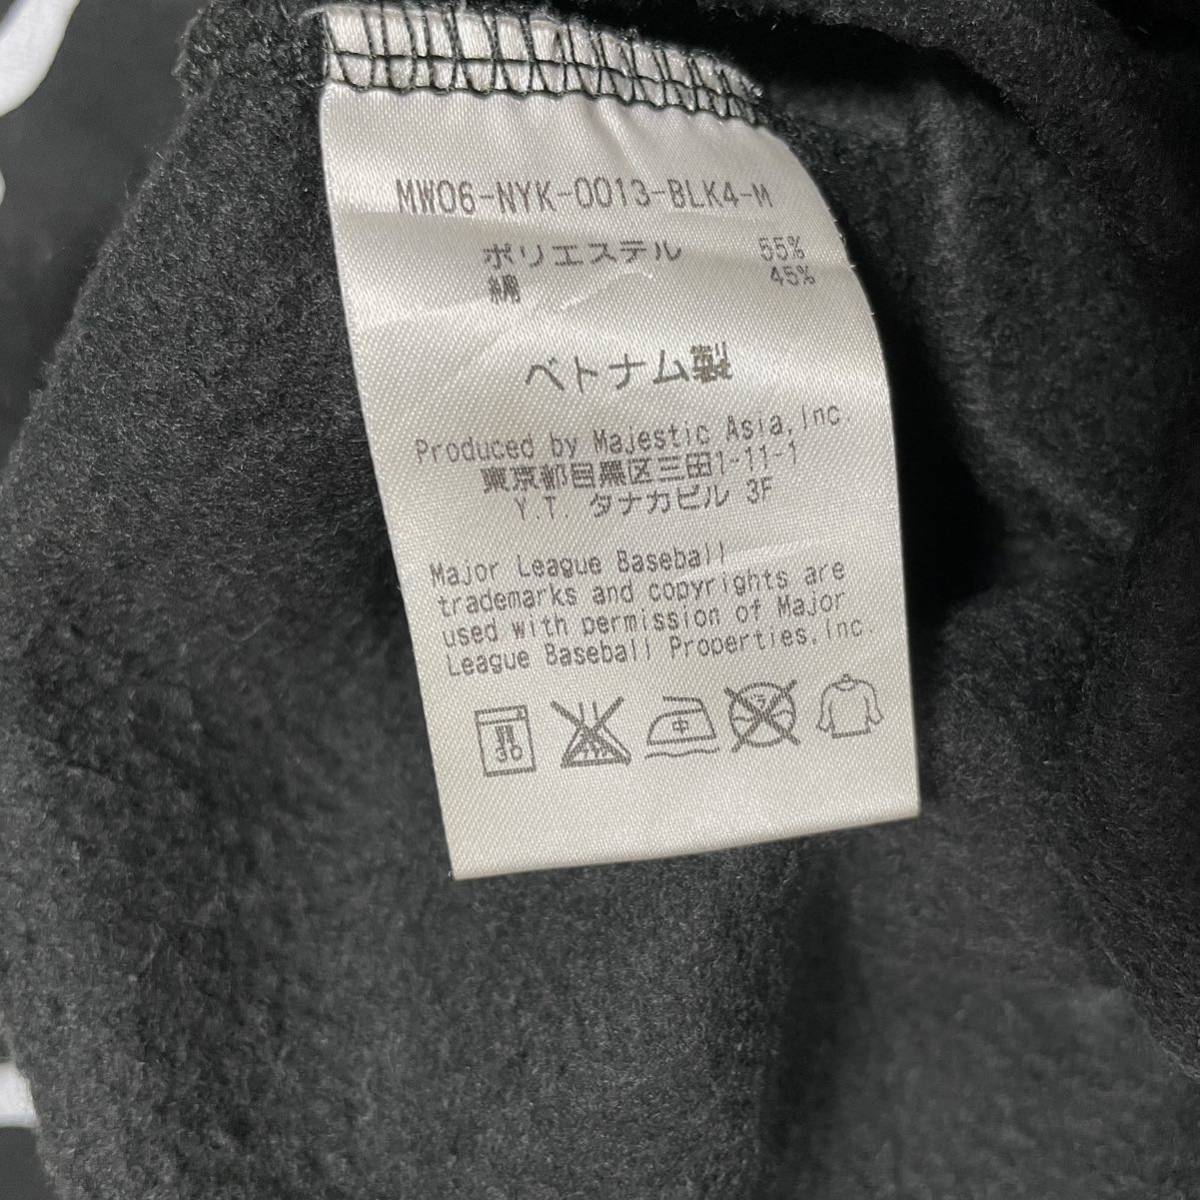 MW06-NYK-0013-BLK4-M
ポリエステル 55%
綿 45%
ベトナム製
Produced by Majestic Asia,Inc.
東京都目黒区三田1-11-1
Y.T. タナカビル 3F
Major League Baseball
trademarks and copyrights are
used with permission of Major
League Baseball Properties,Inc.
30
中